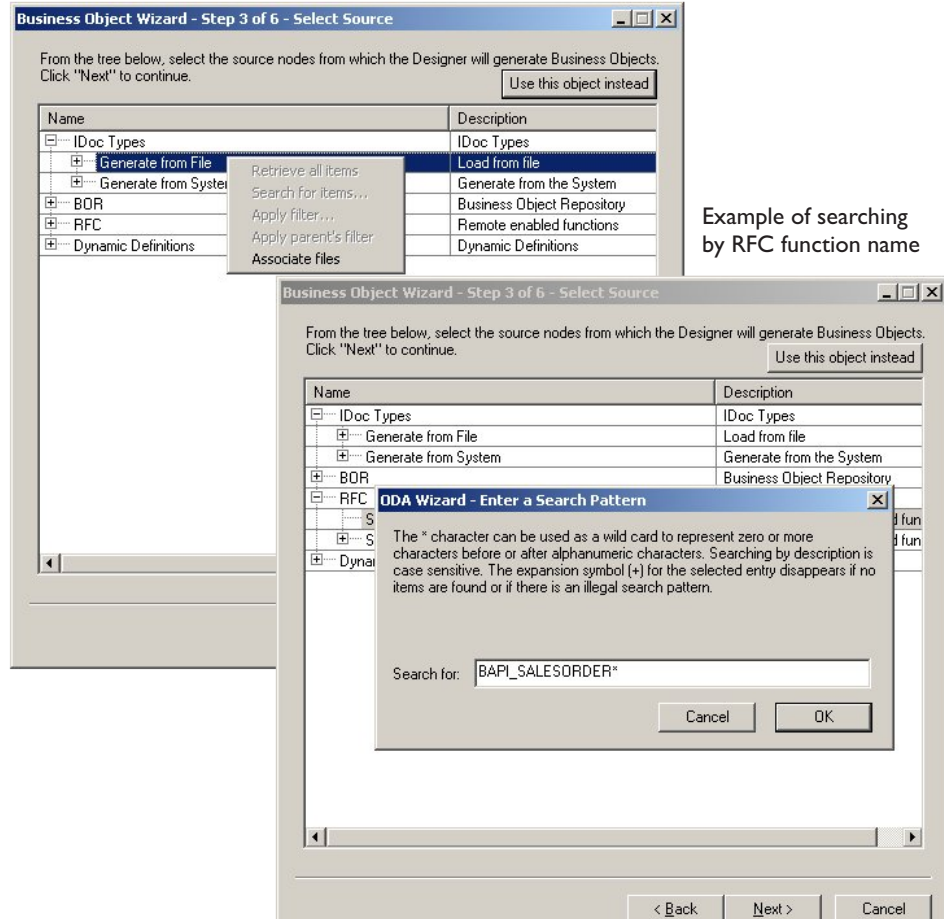 Business Object Wizard - Step 3 of 6 - Select Source
From the tree below, select the source nodes from which the Designer will generate Business Objects.
Click "Next" to continue.
Use this object instead
Name Description
IDoc Types IDoc Types
Generate from File Load from file
Generate from System Generate from the System
BOR Business Object Repository
RFC Remote enabled functions
Dynamic Definitions Dynamic Definitions
Retrieve all items
Search for items...
Apply filter...
Apply parent's filter
Associate files
Example of searching
by RFC function name
Business Object Wizard - Step 3 of 6 - Select Source
From the tree below, select the source nodes from which the Designer will generate Business Objects.
Click "Next" to continue.
Use this object instead
Name Description
IDoc Types IDoc Types
Generate from File Load from file
Generate from System Generate from the System
BOR Business Object Repository
RFC
ODA Wizard - Enter a Search Pattern
The * character can be used as a wild card to represent zero or more
characters before or after alphanumeric characters. Searching by description is
case sensitive. The expansion symbol (+) for the selected entry disappears if no
items are found or if there is an illegal search pattern.
Search for: BAPI_SALESORDER*
Cancel OK
< Back Next > Cancel